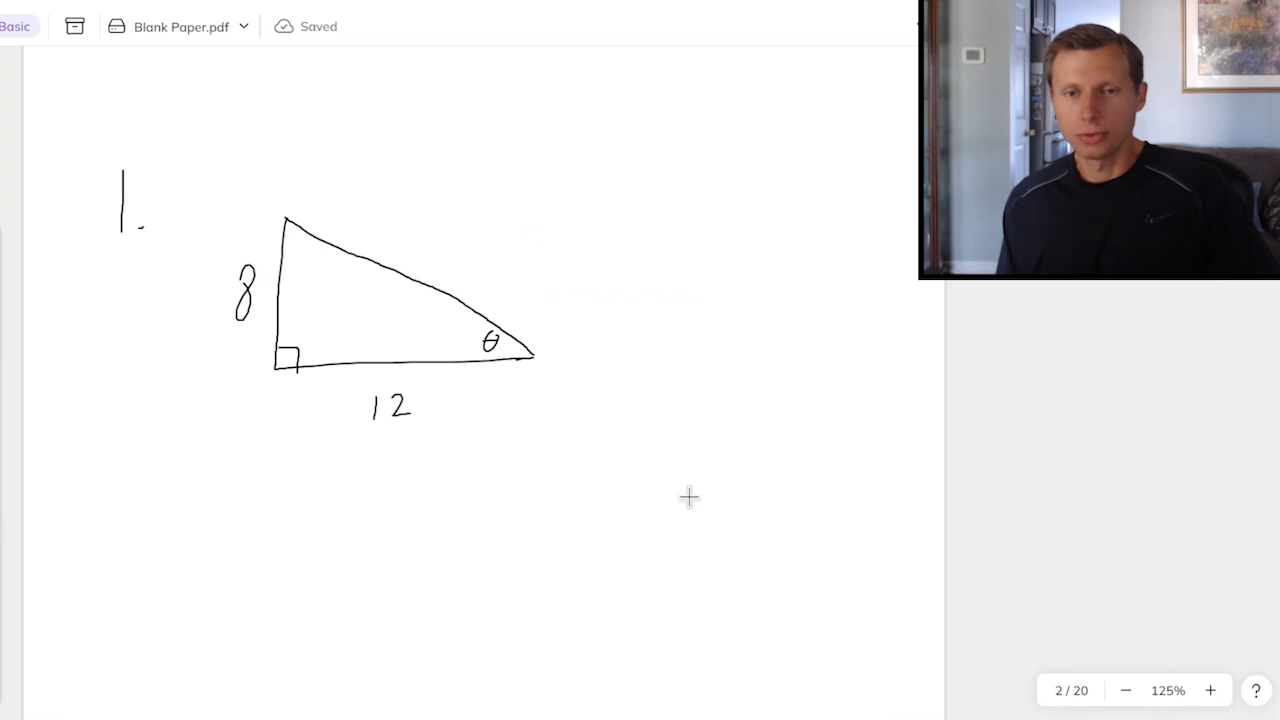 Basic
Blank Paper.pdf
Saved
1.
8
θ
12
2 / 20
125%
?